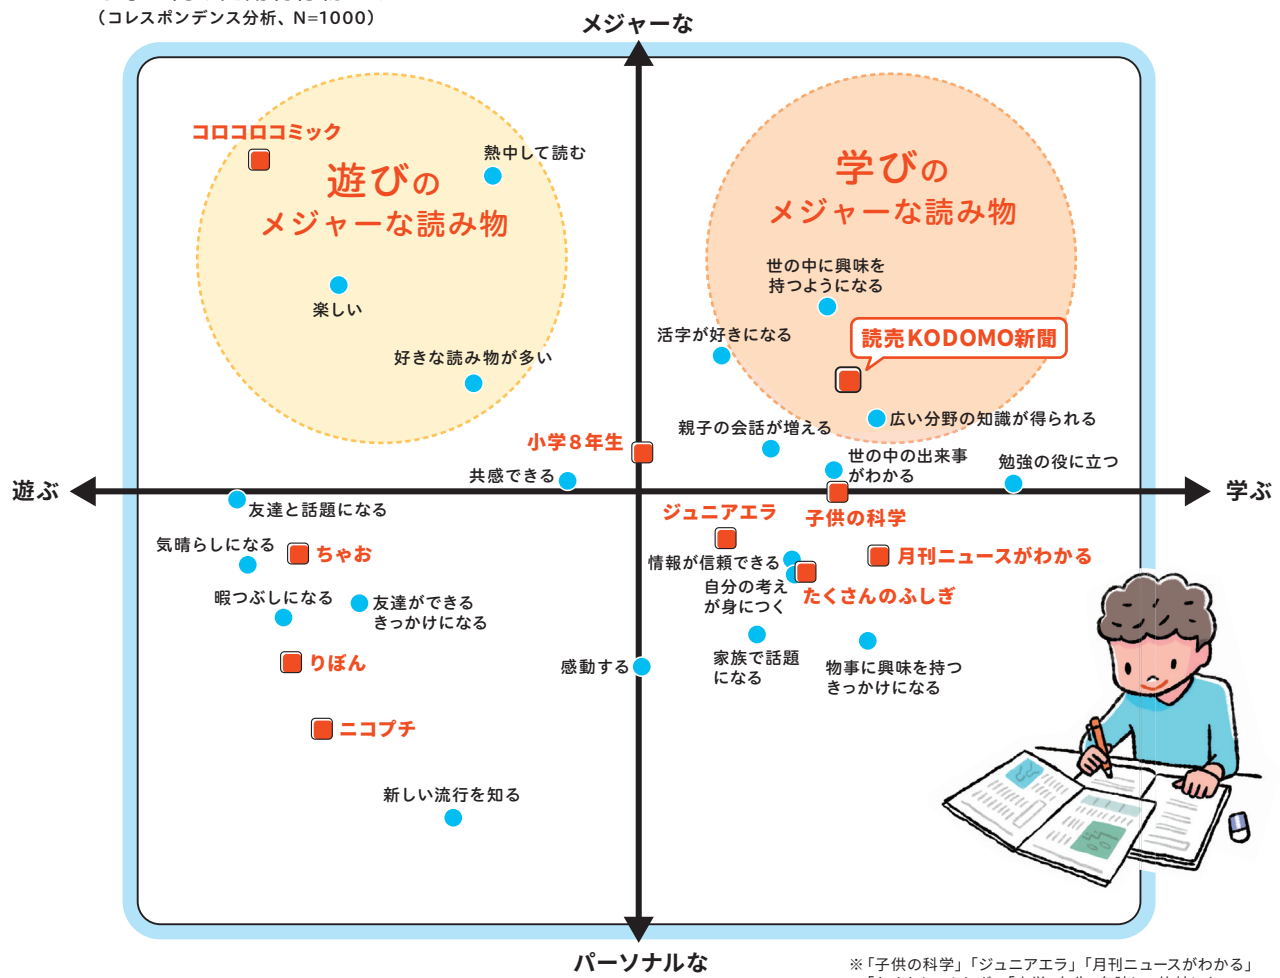 （コレスポンデンス分析、N=1000）
メジャーな
コロコロコミック
熱中して読む
遊びの
メジャーな読み物
学びの
メジャーな読み物
世の中に興味を
持つようになる
楽しい
活字が好きになる
読売KODOMO新聞
好きな読み物が多い
広い分野の知識が得られる
親子の会話が増える
小学８年生
世の中の出来事
がわかる
勉強の役に立つ
共感できる
遊ぶ
学ぶ
友達と話題になる
ジュニアエラ
子供の科学
気晴らしになる
ちゃお
情報が信頼できる
月刊ニュースがわかる
自分の考え
が身につく
たくさんのふしぎ
暇つぶしになる
友達ができる
きっかけになる
りぼん
感動する
家族で話題
になる
物事に興味を持つ
きっかけになる
ニコプチ
新しい流行を知る
パーソナルな
※「子供の科学」「ジュニアエラ」「月刊ニュースがわかる」